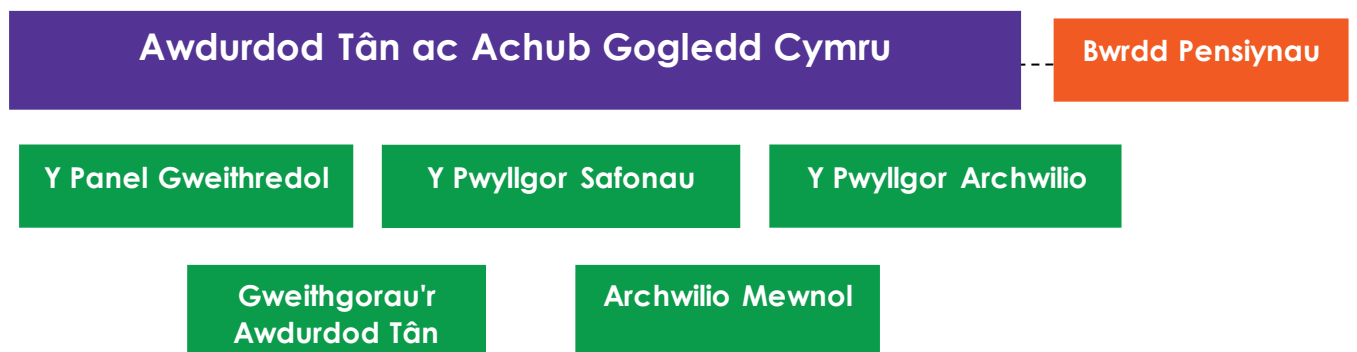 Awdurdod Tân ac Achub Gogledd Cymru
Bwrdd Pensiynau
Y Panel Gweithredol
Y Pwyllgor Safonau
Y Pwyllgor Archwilio
Gweithgorau'r
Awdurdod Tân
Archwilio Mewnol